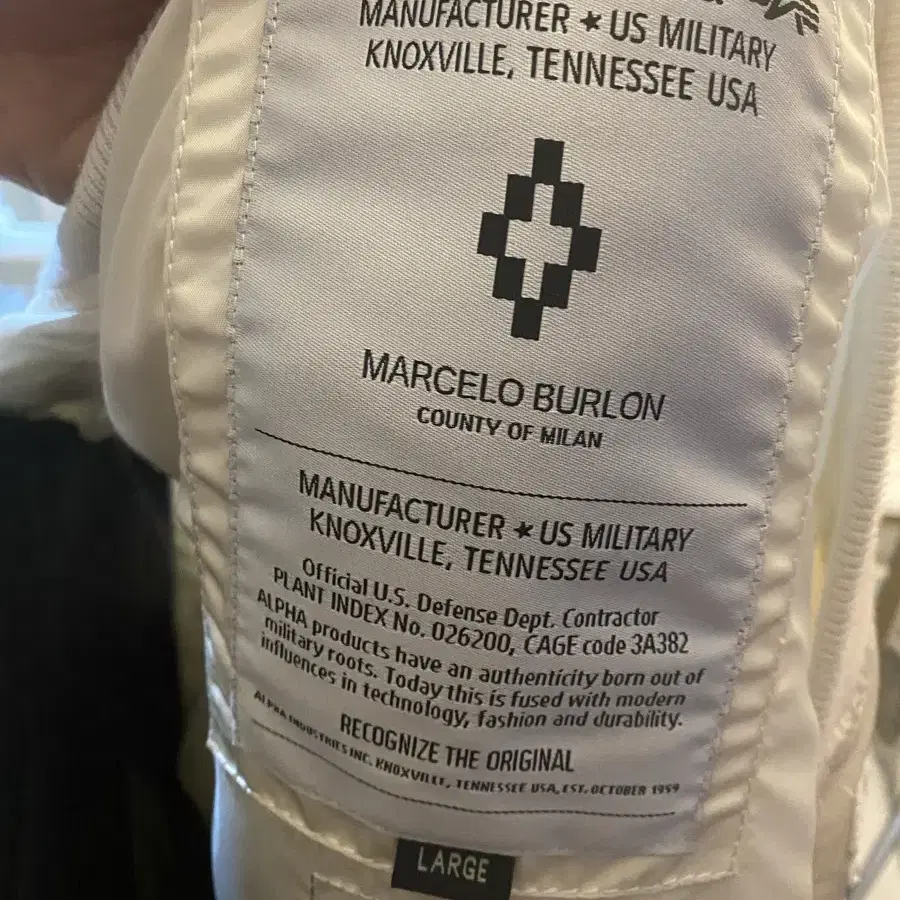 MANUFACTURER ★ US MILITARY
KNOXVILLE, TENNESSEE USA
MARCELO BURLON
COUNTY OF MILAN
MANUFACTURER ★ US MILITARY
KNOXVILLE, TENNESSEE USA
Official U.S. Defense Dept. Contractor
PLANT INDEX No. 026200, CAGE code 3A382
ALPHA products have an authenticity born out of
military roots. Today this is fused with modern
influences in technology, fashion and durability.
RECOGNIZE THE ORIGINAL
ALPHA INDUSTRIES INC. KNOXVILLE, TENNESSEE USA, EST. OCTOBER 1959
LARGE